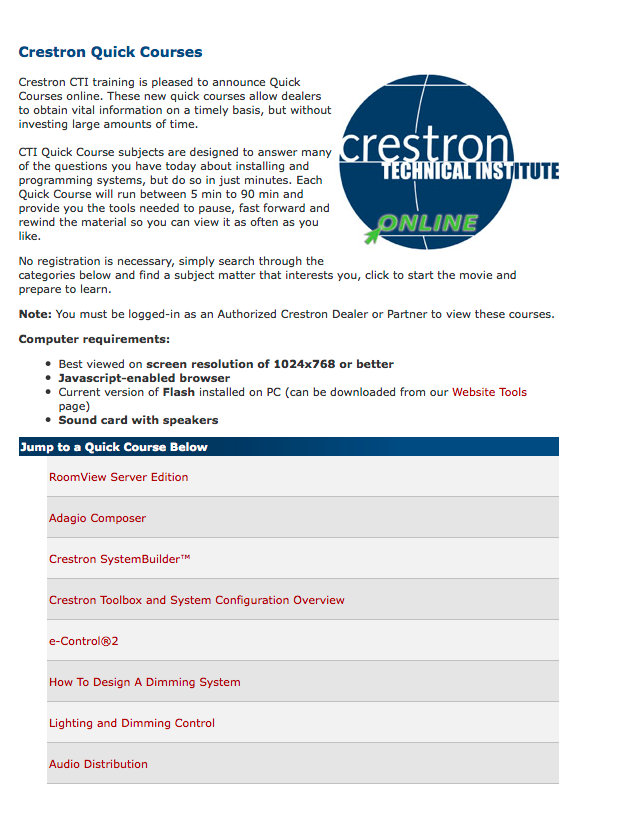 Crestron Quick Courses
Crestron CTI training is pleased to announce Quick
Courses online. These new quick courses allow dealers
to obtain vital information on a timely basis, but without
investing large amounts of time.
CTI Quick Course subjects are designed to answer many
of the questions you have today about installing and
programming systems, but do so in just minutes. Each
Quick Course will run between 5 min to 90 min and
provide you the tools needed to pause, fast forward and
rewind the material so you can view it as often as you
like.
crestron
TECHNICAL INSTITUTE
ONLINE
No registration is necessary, simply search through the
categories below and find a subject matter that interests you, click to start the movie and
prepare to learn.
Note: You must be logged-in as an Authorized Crestron Dealer or Partner to view these courses.
Computer requirements:
• Best viewed on screen resolution of 1024x768 or better
• Javascript-enabled browser
• Current version of Flash installed on PC (can be downloaded from our Website Tools
page)
• Sound card with speakers
Jump to a Quick Course Below
RoomView Server Edition
Adagio Composer
Crestron SystemBuilder™
Crestron Toolbox and System Configuration Overview
e-Control®2
How To Design A Dimming System
Lighting and Dimming Control
Audio Distribution